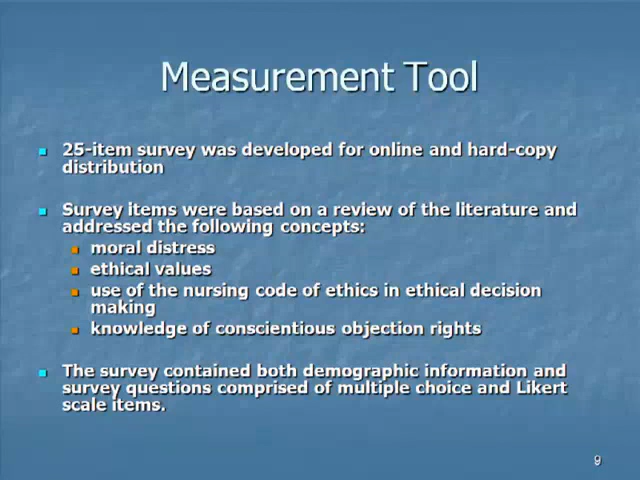 Measurement Tool
25-item survey was developed for online and hard-copy
distribution
Survey items were based on a review of the literature and
addressed the following concepts:
moral distress
ethical values
use of the nursing code of ethics in ethical decision
making
knowledge of conscientious objection rights
The survey contained both demographic information and
survey questions comprised of multiple choice and Likert
scale items.
9